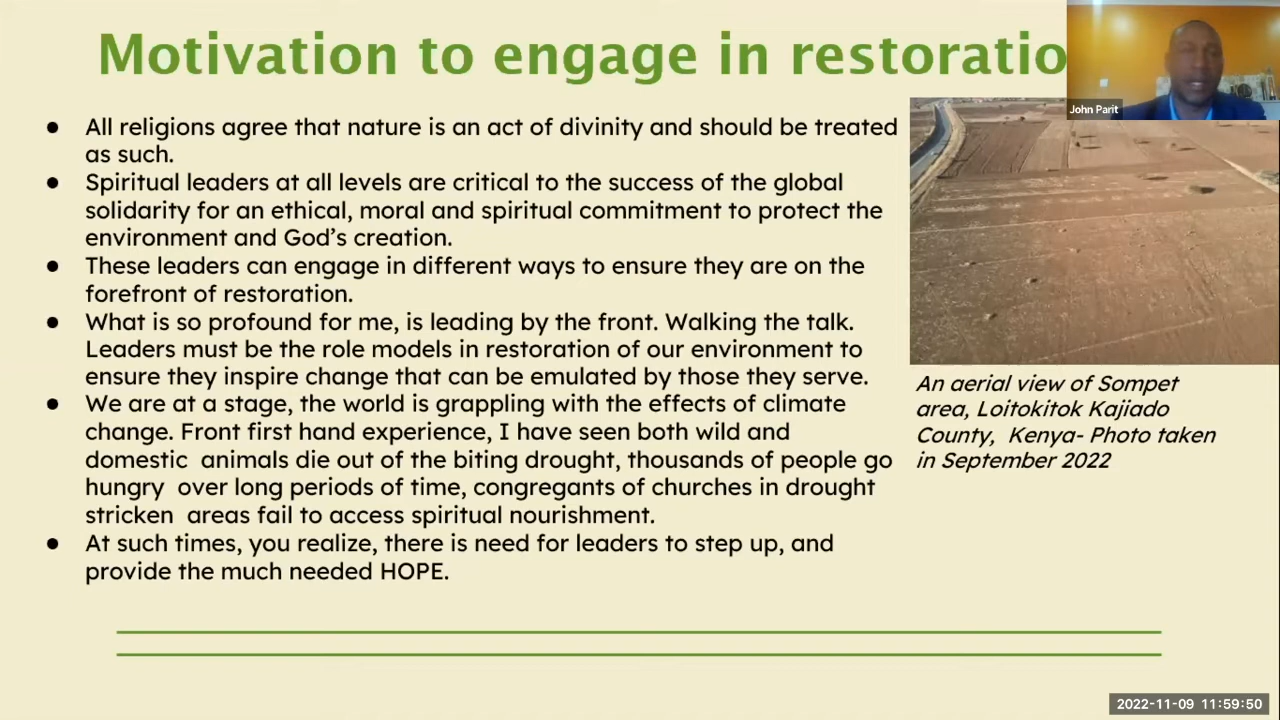 Motivation to engage in restoratio
John Parit
● All religions agree that nature is an act of divinity and should be treated
as such.
● Spiritual leaders at all levels are critical to the success of the global
solidarity for an ethical, moral and spiritual commitment to protect the
environment and God’s creation.
● These leaders can engage in different ways to ensure they are on the
forefront of restoration.
● What is so profound for me, is leading by the front. Walking the talk.
Leaders must be the role models in restoration of our environment to
ensure they inspire change that can be emulated by those they serve.
● We are at a stage, the world is grappling with the effects of climate
change. Front first hand experience, I have seen both wild and
domestic animals die out of the biting drought, thousands of people go
hungry over long periods of time, congregants of churches in drought
stricken areas fail to access spiritual nourishment.
● At such times, you realize, there is need for leaders to step up, and
provide the much needed HOPE.
An aerial view of Sompet
area, Loitokitok Kajiado
County, Kenya- Photo taken
in September 2022
2022-11-09 11:59:50